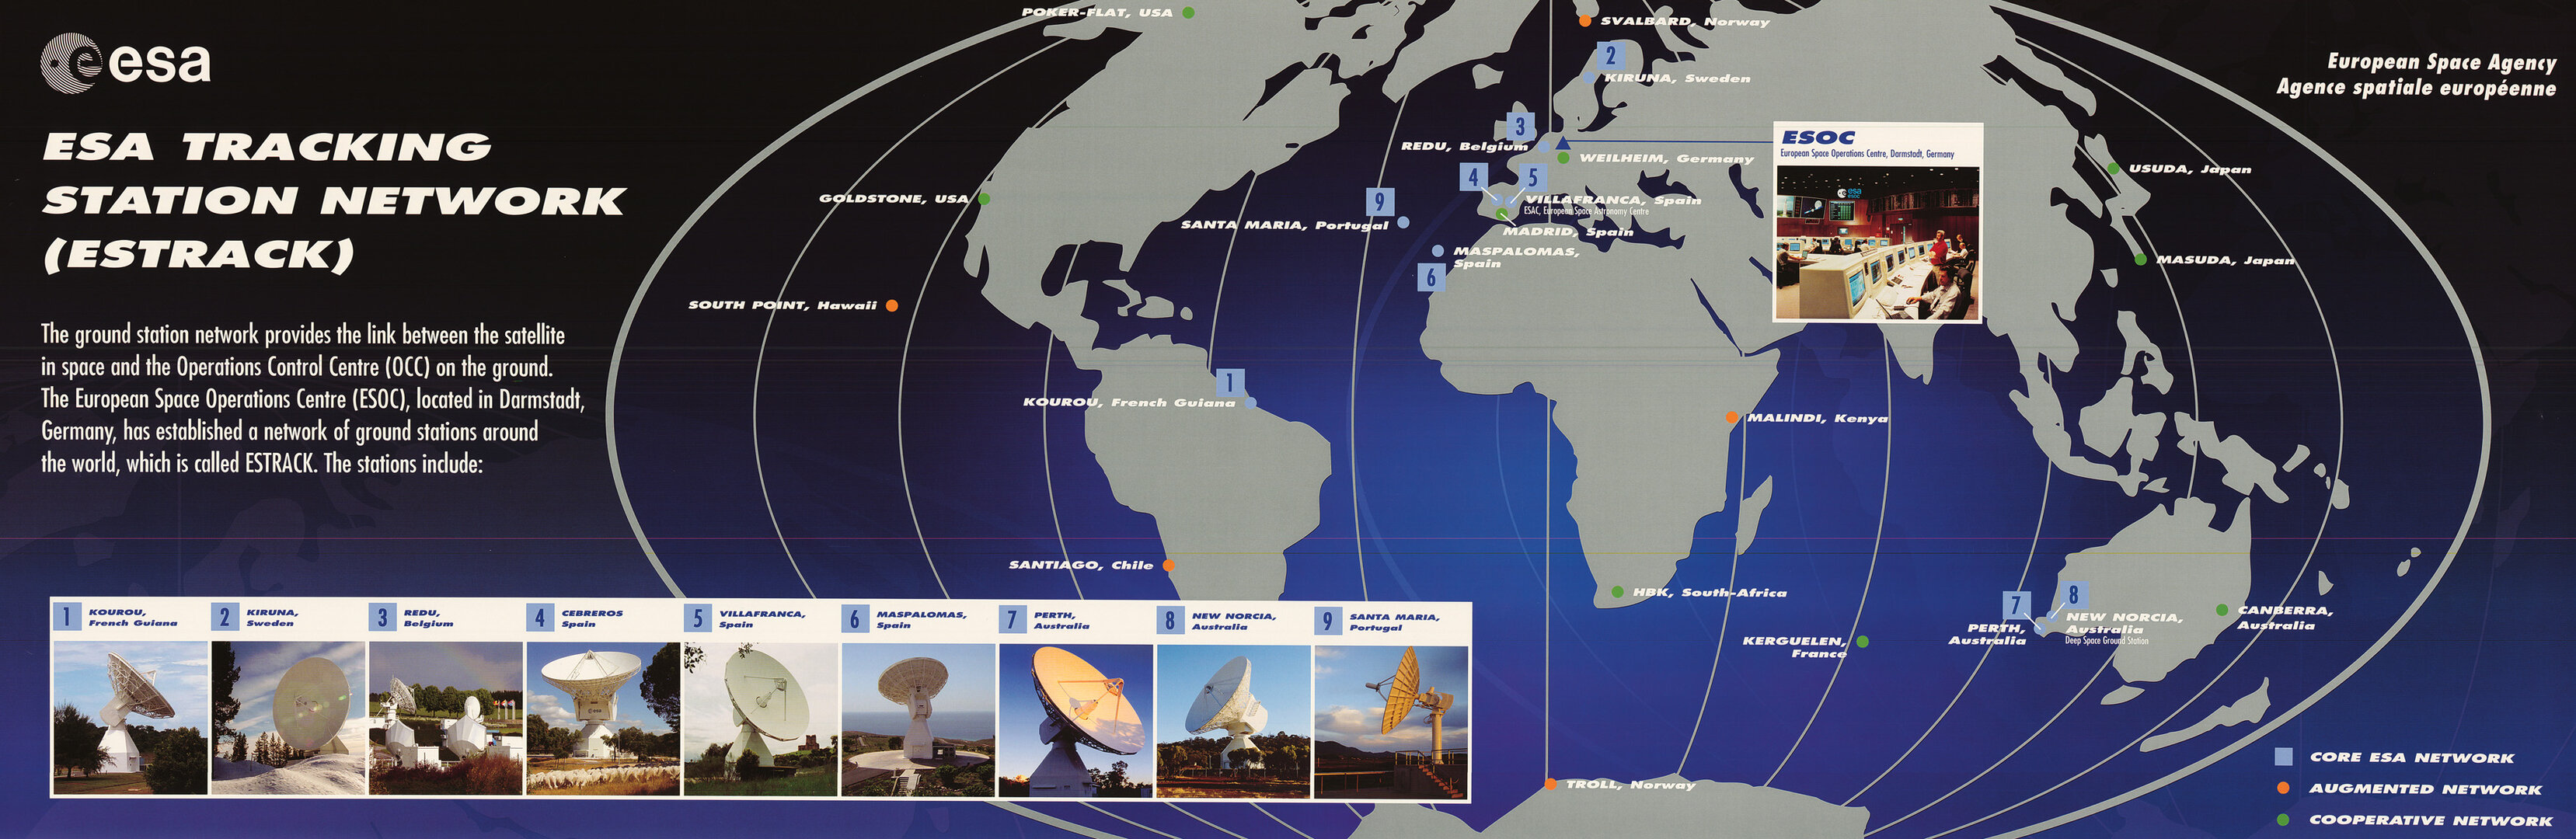 esa
ESA TRACKING
STATION NETWORK
(ESTRACK)
The ground station network provides the link between the satellite
in space and the Operations Control Centre (OCC) on the ground.
The European Space Operations Centre (ESOC), located in Darmstadt,
Germany, has established a network of ground stations around
the world, which is called ESTRACK. The stations include:
European Space Agency
Agence spatiale européenne
POKER-FLAT, USA
SVALBARD, Norway
2
KIRUNA, Sweden
3
REDU, Belgium
WEILHEIM, Germany
ESOC
European Space Operations Centre, Darmstadt, Germany
esa
esoc
USUDA, Japan
GOLDSTONE, USA
4
5
VILLAFRANCA, Spain
ESAC, European Space Astronomy Centre
9
SANTA MARIA, Portugal
MADRID, Spain
MASPALOMAS,
Spain
6
MASUDA, Japan
SOUTH POINT, Hawaii
1
KOUROU, French Guiana
MALINDI, Kenya
SANTIAGO, Chile
HBK, South-Africa
KERGUELEN,
France
7
PERTH,
Australia
8
NEW NORCIA,
Australia
Deep Space Ground Station
CANBERRA,
Australia
TROLL, Norway
1 KOUROU,
French Guiana
2 KIRUNA,
Sweden
3 REDU,
Belgium
4 CEBREROS
Spain
5 VILLAFRANCA,
Spain
6 MASPALOMAS,
Spain
7 PERTH,
Australia
8 NEW NORCIA,
Australia
9 SANTA MARIA,
Portugal
esa
CORE ESA NETWORK
AUGMENTED NETWORK
COOPERATIVE NETWORK